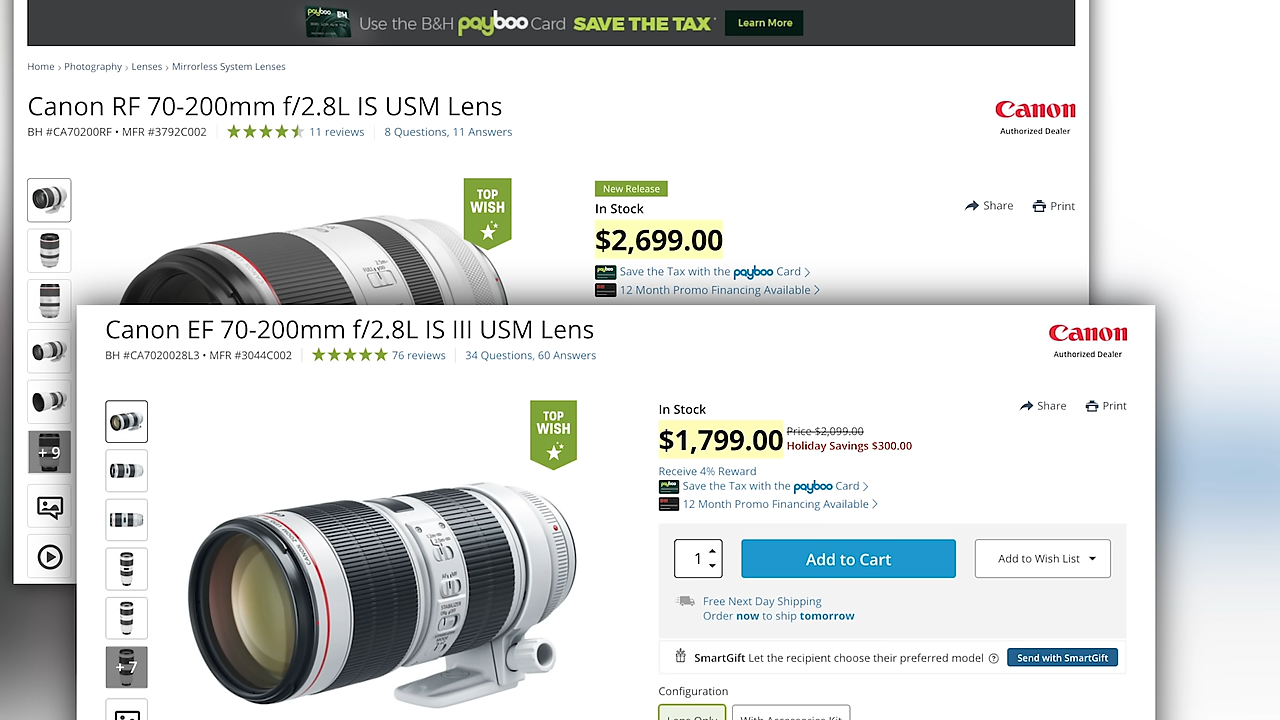 Use the B&H payboo Card SAVE THE TAX* Learn More
Home › Photography › Lenses › Mirrorless System Lenses
Canon RF 70-200mm f/2.8L IS USM Lens
Canon
BH #CA70200RF • MFR #3792C002 11 reviews 8 Questions, 11 Answers
Authorized Dealer
TOP
WISH
New Release
In Stock
Share Print
$2,699.00
Save the Tax with the payboo Card
12 Month Promo Financing Available
+ 9
Canon EF 70-200mm f/2.8L IS III USM Lens
Canon
BH #CA7020028L3 • MFR #3044C002 76 reviews 34 Questions, 60 Answers
Authorized Dealer
TOP
WISH
In Stock
Share Print
$1,799.00
Price $2,099.00
Holiday Savings $300.00
Receive 4% Reward
Save the Tax with the payboo Card
12 Month Promo Financing Available
1 Add to Cart Add to Wish List
Free Next Day Shipping
Order now to ship tomorrow
SmartGift Let the recipient choose their preferred model Send with SmartGift
+ 7
Configuration
Lens Only With Accessories Kit